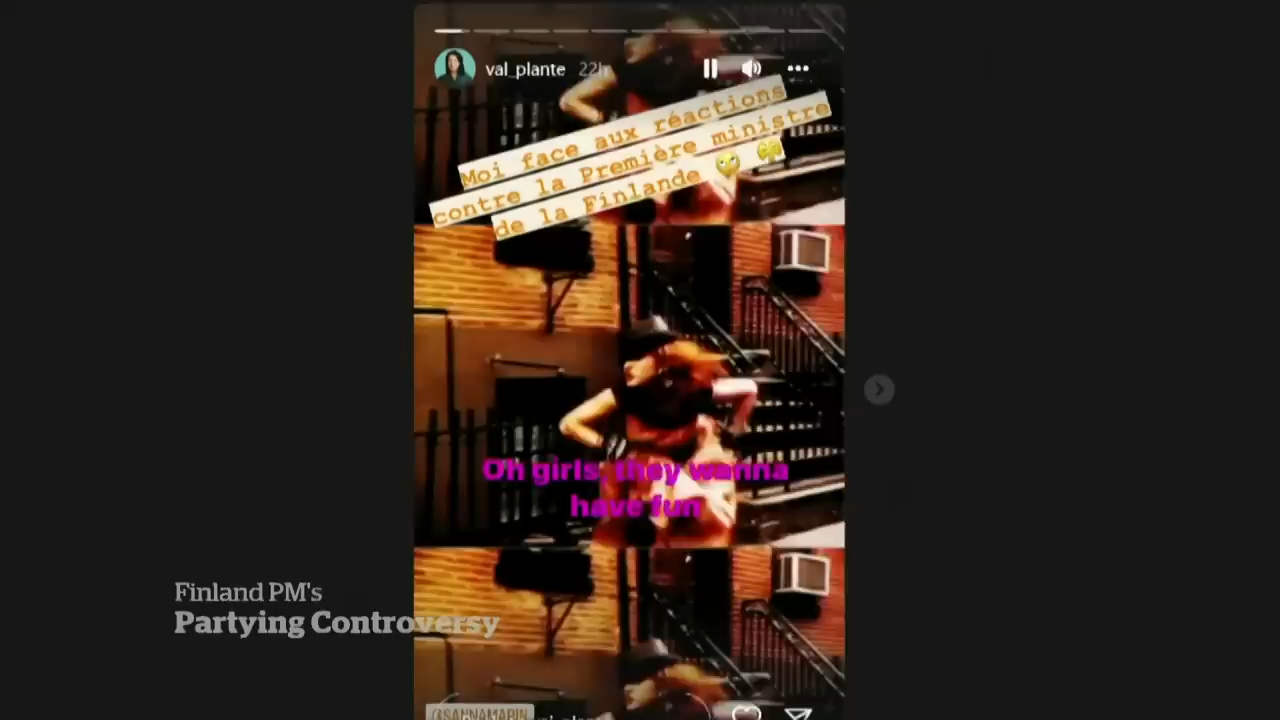 val_plante 22h
Moi face aux réactions
contre la Première ministre
de la Finlande
Oh girls, they wanna
have fun
Finland PM's
Partying Controversy
@SANNAMARIN